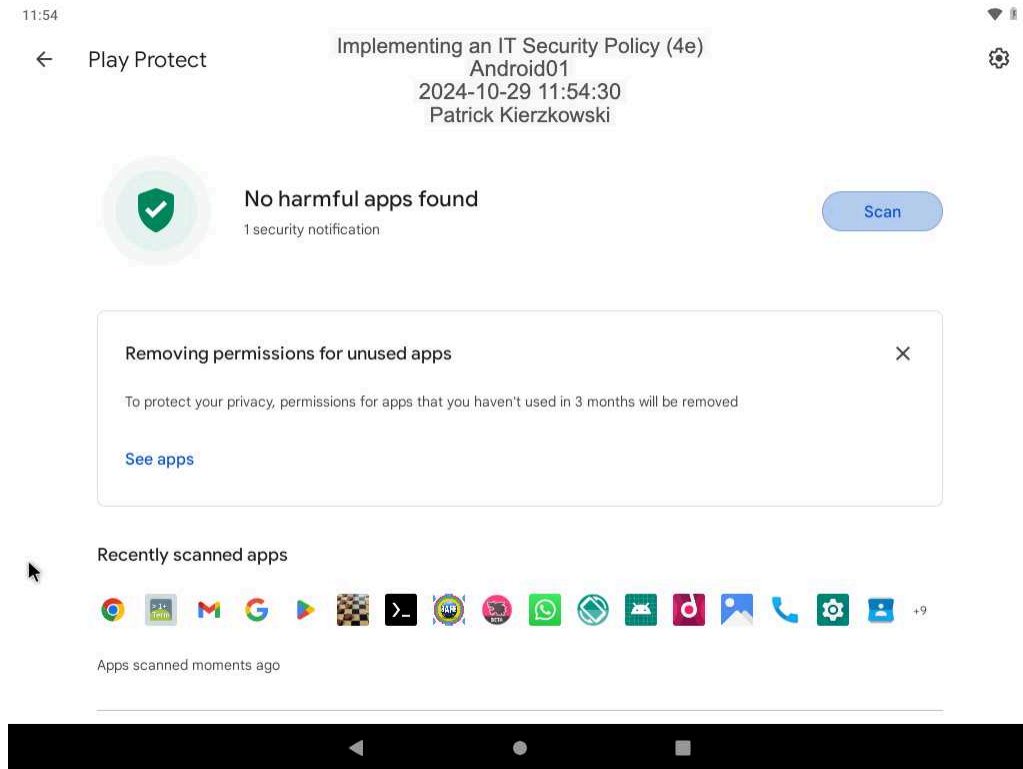 11:54
Play Protect
Implementing an IT Security Policy (4e)
Android01
2024-10-29 11:54:30
Patrick Kierzkowski
No harmful apps found
1 security notification
Scan
Removing permissions for unused apps
To protect your privacy, permissions for apps that you haven't used in 3 months will be removed
See apps
Recently scanned apps
+9
Apps scanned moments ago